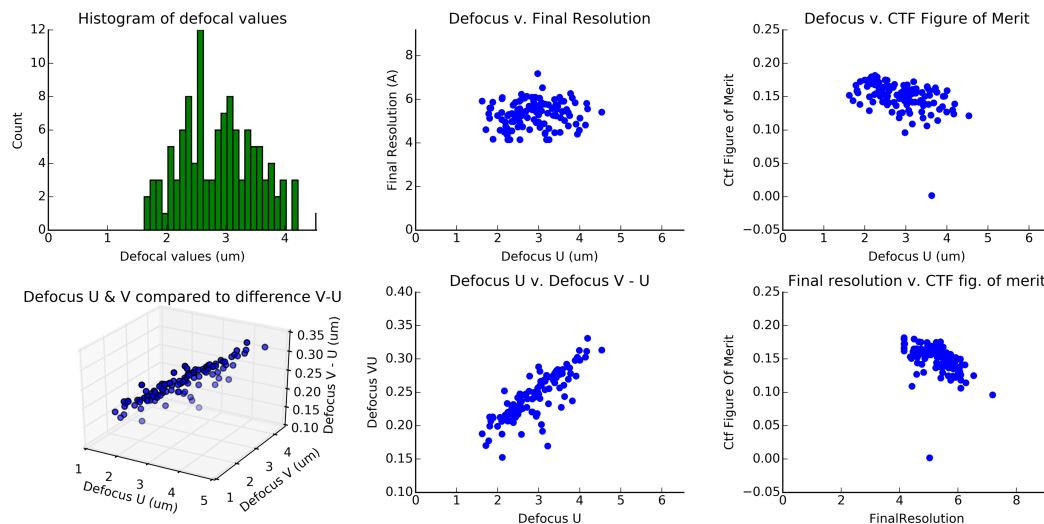 Histogram of defocal values
Count
12
10
8
6
4
2
0
0 1 2 3 4
Defocal values (um)
Defocus v. Final Resolution
Final Resolution (A)
8
6
4
2
0
0 1 2 3 4 5 6
Defocus U (um)
Defocus v. CTF Figure of Merit
Ctf Figure of Merit
0.25
0.20
0.15
0.10
0.05
0.00
−0.05
0 1 2 3 4 5 6
Defocus U (um)
Defocus U & V compared to difference V-U
0.35
0.30
0.25
0.20
0.15
0.10
Defocus V - U (um)
1 2 3 4 5
Defocus U (um)
1 2 3 4
Defocus V (um)
Defocus U v. Defocus V - U
Defocus VU
0.40
0.35
0.30
0.25
0.20
0.15
0.10
0 1 2 3 4 5 6
Defocus U
Final resolution v. CTF fig. of merit
Ctf Figure Of Merit
0.25
0.20
0.15
0.10
0.05
0.00
−0.05
0 2 4 6 8
FinalResolution